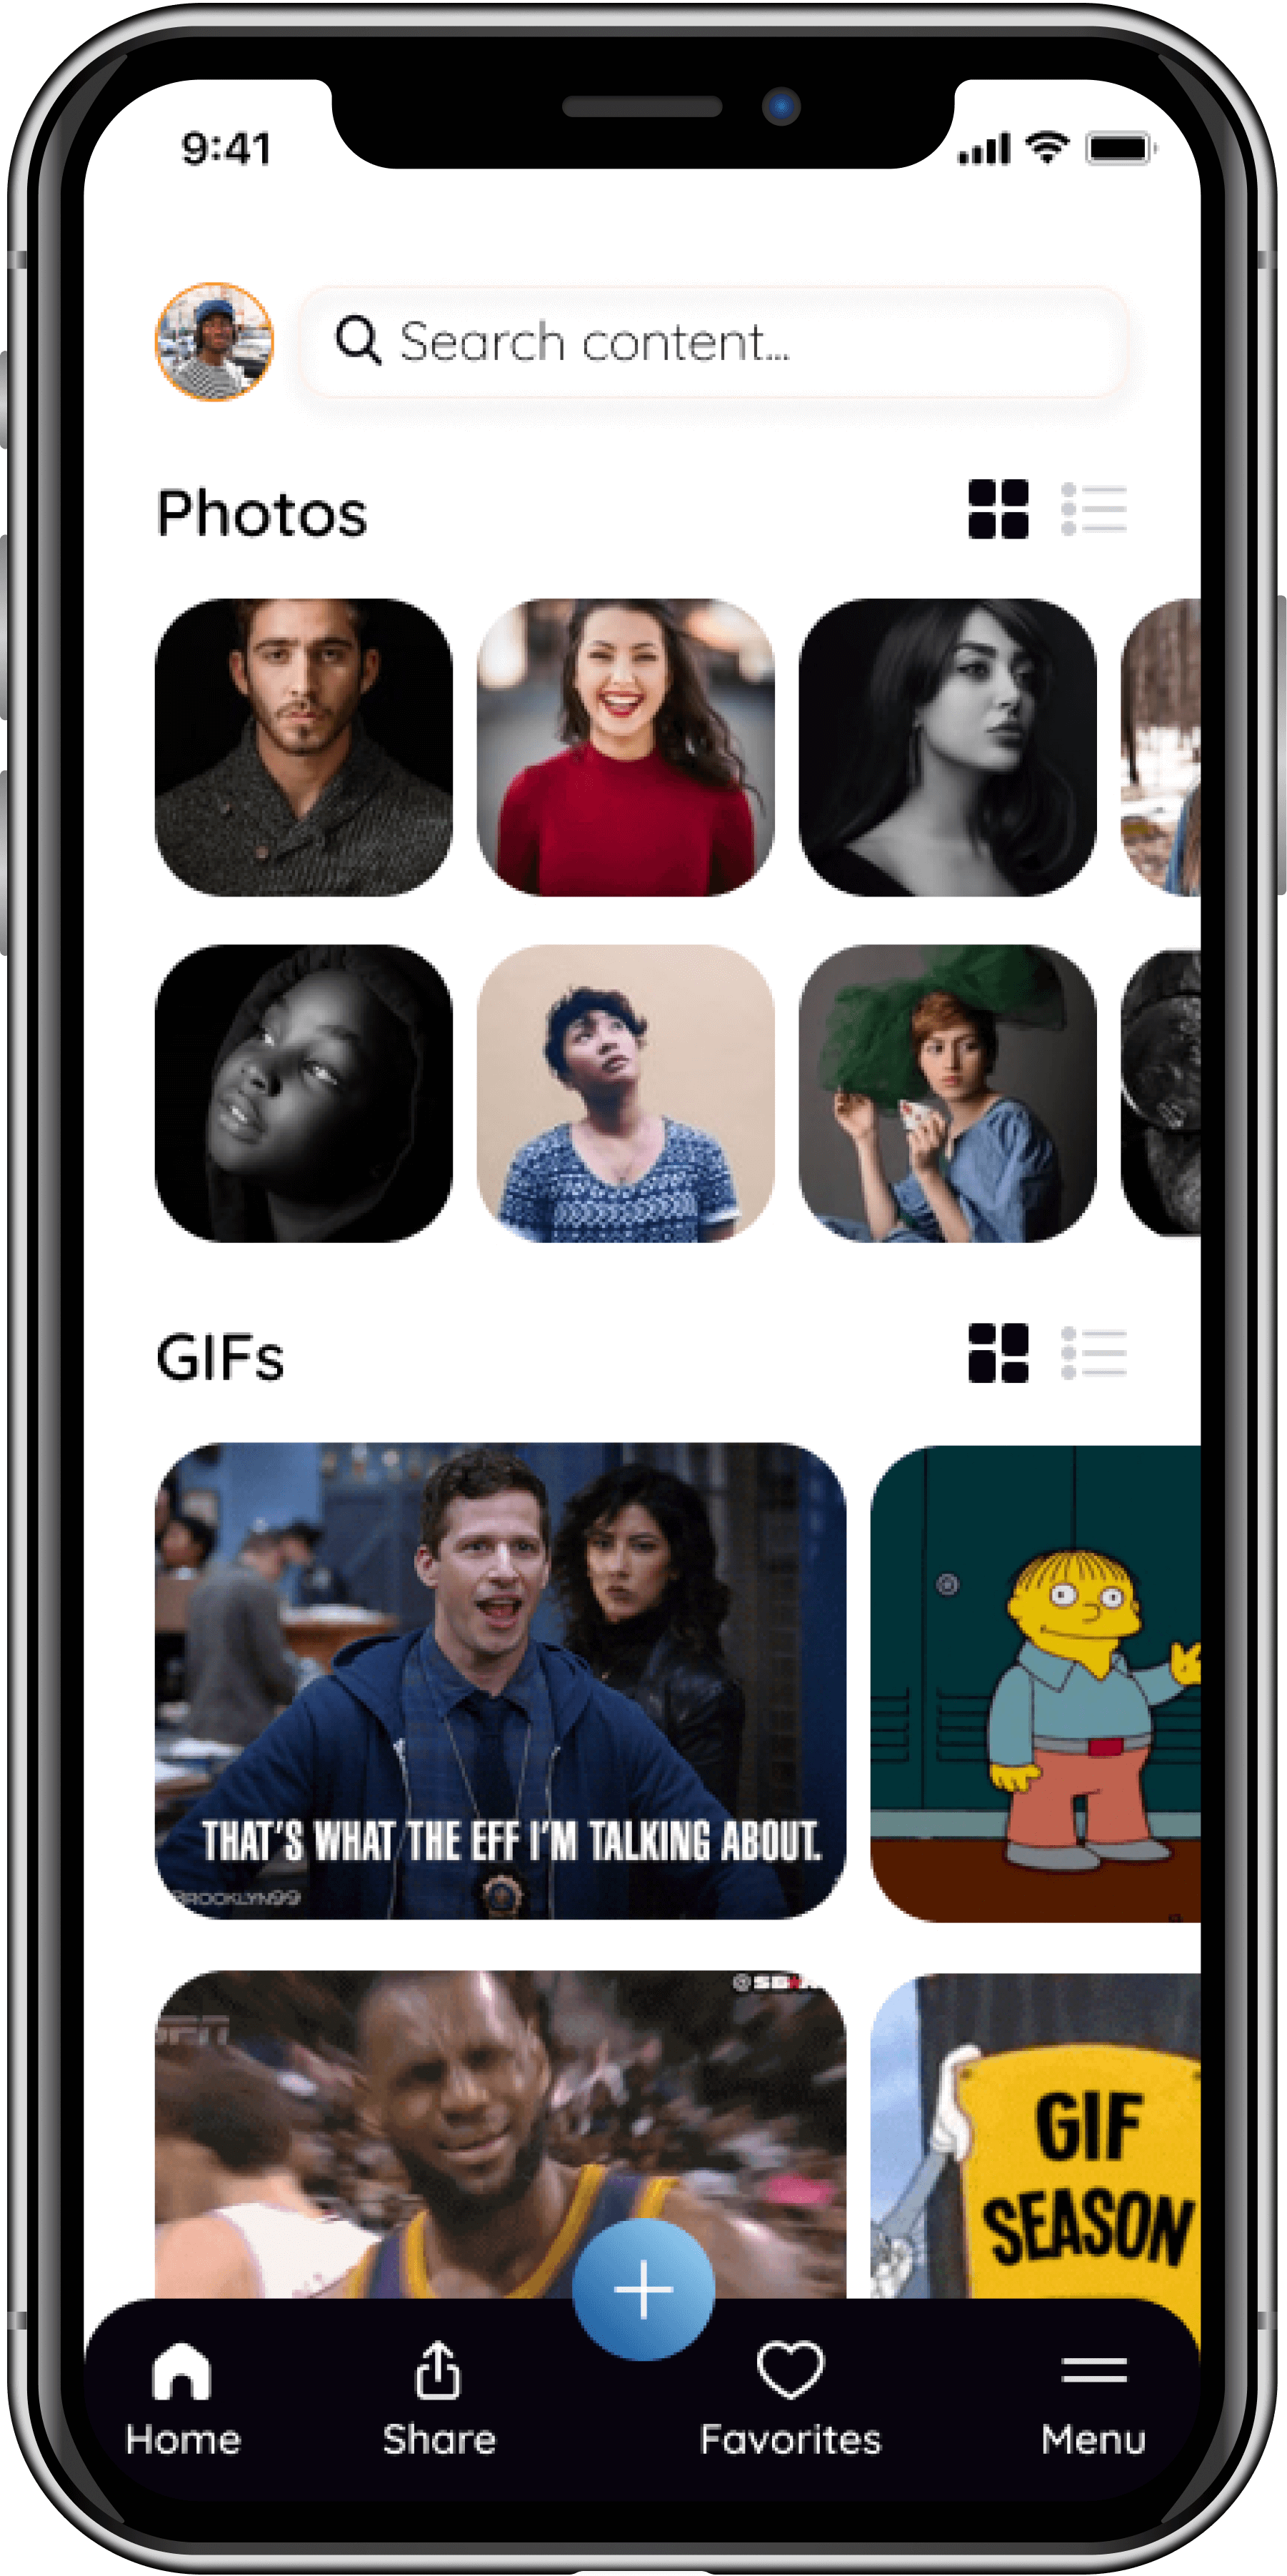 9:41
Search content...
Photos
GIFs
THAT'S WHAT THE EFF I'M TALKING ABOUT.
BROOKLYN99
GIF
SEASON
Home
Share
Favorites
Menu